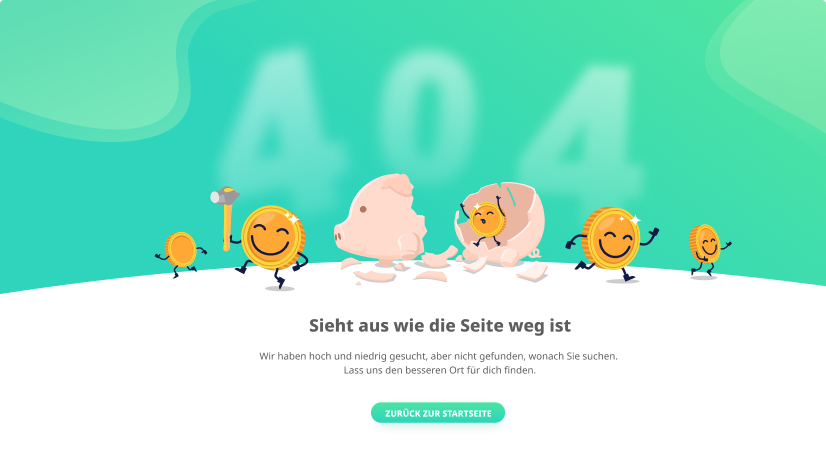 404
Sieht aus wie die Seite weg ist
Wir haben hoch und niedrig gesucht, aber nicht gefunden, wonach Sie suchen.
Lass uns den besseren Ort für dich finden.
ZURÜCK ZUR STARTSEITE